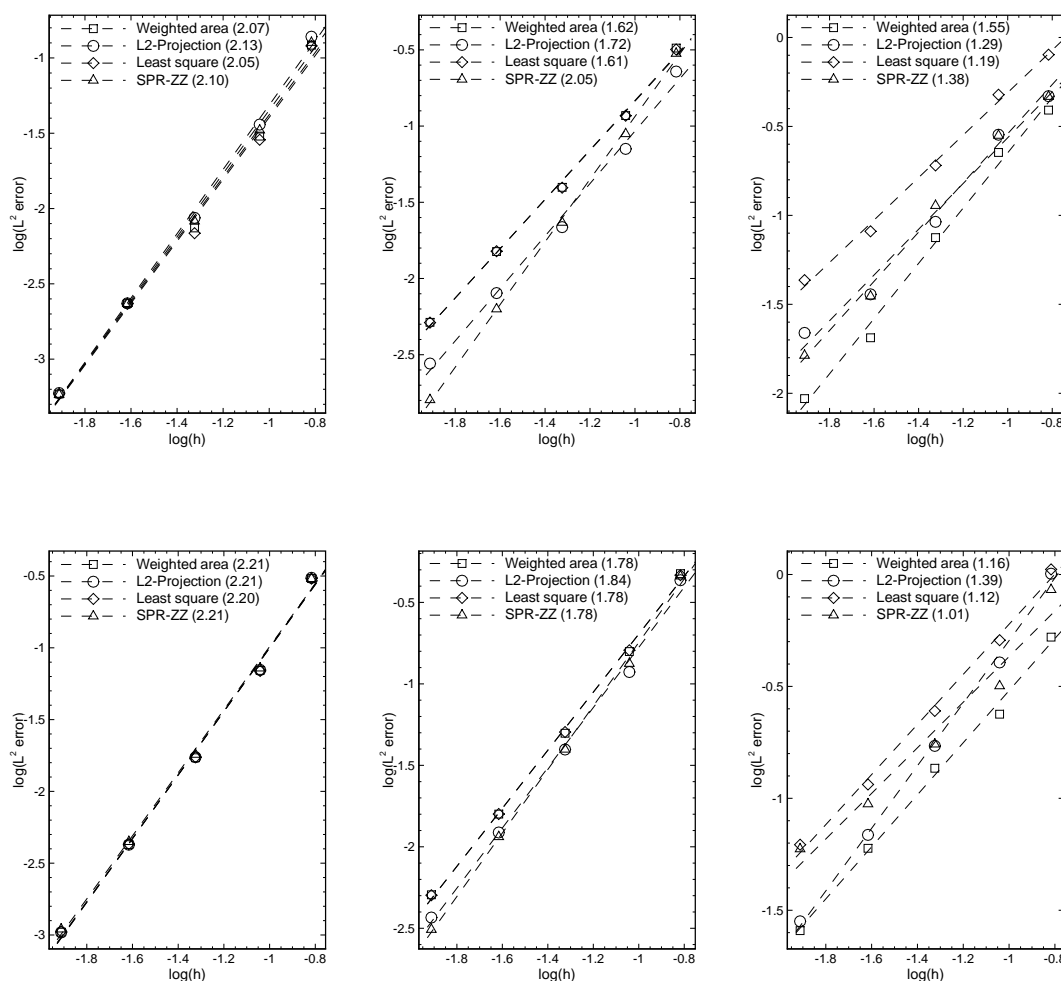 Weighted area (2.07)
L2-Projection (2.13)
Least square (2.05)
SPR-ZZ (2.10)
-1
-1.5
-2
-2.5
-3
log(L² error)
-1.8 -1.6 -1.4 -1.2 -1 -0.8
log(h)
Weighted area (1.62)
L2-Projection (1.72)
Least square (1.61)
SPR-ZZ (2.05)
-0.5
-1
-1.5
-2
-2.5
log(L² error)
-1.8 -1.6 -1.4 -1.2 -1 -0.8
log(h)
Weighted area (1.55)
L2-Projection (1.29)
Least square (1.19)
SPR-ZZ (1.38)
0
-0.5
-1
-1.5
-2
log(L² error)
-1.8 -1.6 -1.4 -1.2 -1 -0.8
log(h)
Weighted area (2.21)
L2-Projection (2.21)
Least square (2.20)
SPR-ZZ (2.21)
-0.5
-1
-1.5
-2
-2.5
-3
log(L² error)
-1.8 -1.6 -1.4 -1.2 -1 -0.8
log(h)
Weighted area (1.78)
L2-Projection (1.84)
Least square (1.78)
SPR-ZZ (1.78)
-0.5
-1
-1.5
-2
-2.5
log(L² error)
-1.8 -1.6 -1.4 -1.2 -1 -0.8
log(h)
Weighted area (1.16)
L2-Projection (1.39)
Least square (1.12)
SPR-ZZ (1.01)
0
-0.5
-1
-1.5
log(L² error)
-1.8 -1.6 -1.4 -1.2 -1 -0.8
log(h)